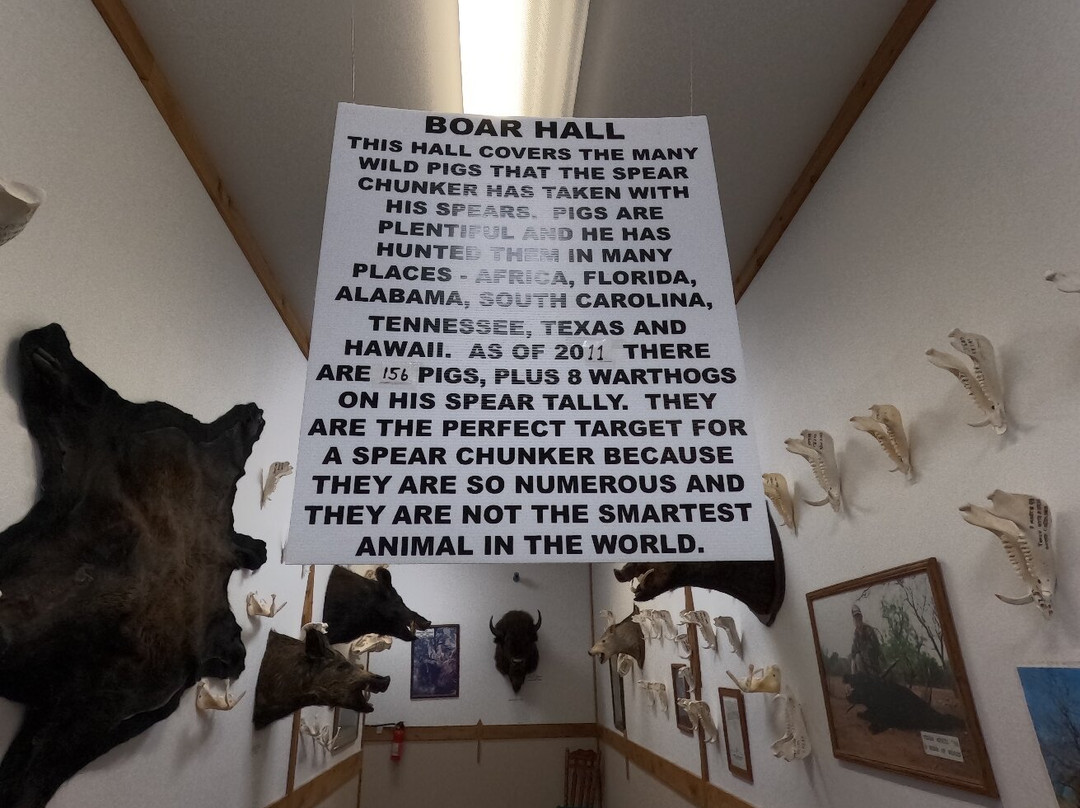 BOAR HALL
THIS HALL COVERS THE MANY
WILD PIGS THAT THE SPEAR
CHUNKER HAS TAKEN WITH
HIS SPEARS. PIGS ARE
PLENTIFUL AND HE HAS
HUNTED THEM IN MANY
PLACES - AFRICA, FLORIDA,
ALABAMA, SOUTH CAROLINA,
TENNESSEE, TEXAS AND
HAWAII. AS OF 2011 THERE
ARE 156 PIGS, PLUS 8 WARTHOGS
ON HIS SPEAR TALLY. THEY
ARE THE PERFECT TARGET FOR
A SPEAR CHUNKER BECAUSE
THEY ARE SO NUMEROUS AND
THEY ARE NOT THE SMARTEST
ANIMAL IN THE WORLD.